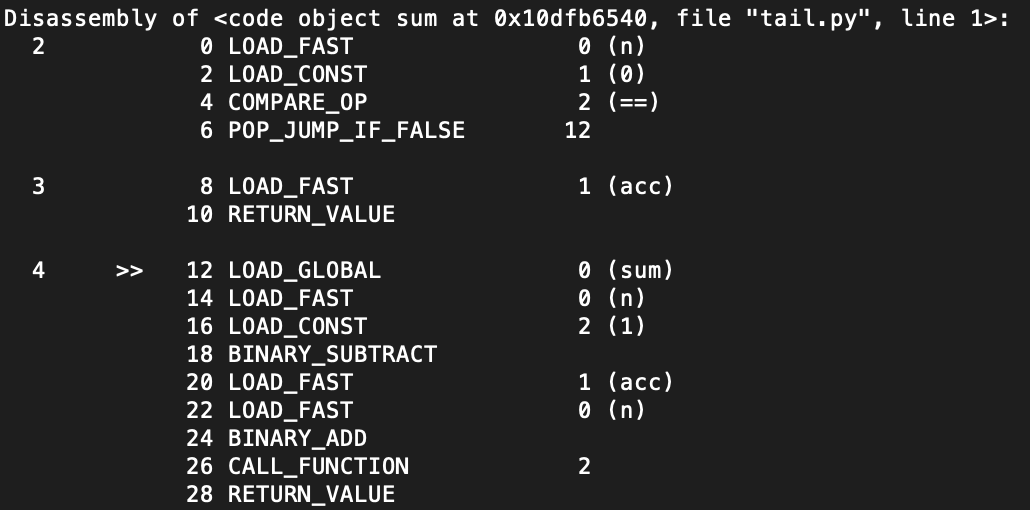 Disassembly of <code object sum at 0x10dfb6540, file "tail.py", line 1>:
  2           0 LOAD_FAST                0 (n)
              2 LOAD_CONST               1 (0)
              4 COMPARE_OP               2 (==)
              6 POP_JUMP_IF_FALSE       12

  3           8 LOAD_FAST                1 (acc)
             10 RETURN_VALUE

  4     >>   12 LOAD_GLOBAL              0 (sum)
             14 LOAD_FAST                0 (n)
             16 LOAD_CONST               2 (1)
             18 BINARY_SUBTRACT
             20 LOAD_FAST                1 (acc)
             22 LOAD_FAST                0 (n)
             24 BINARY_ADD
             26 CALL_FUNCTION            2
             28 RETURN_VALUE